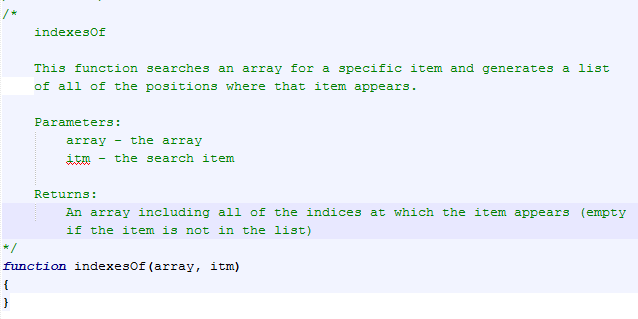 /*
indexesOf
This function searches an array for a specific item and generates a list
of all of the positions where that item appears.
Parameters:
array - the array
itm - the search item
Returns:
An array including all of the indices at which the item appears (empty
if the item is not in the list)
*/
function indexesOf(array, itm)
{
}